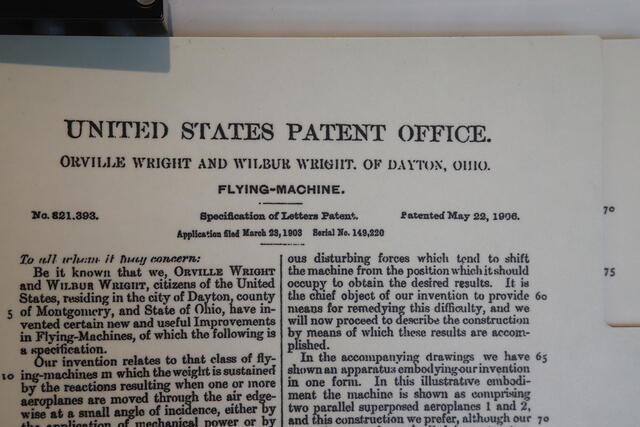 UNITED STATES PATENT OFFICE.
ORVILLE WRIGHT AND WILBUR WRIGHT, OF DAYTON, OHIO.
FLYING-MACHINE.
No. 821,393.
Specification of Letters Patent.
Patented May 22, 1906.
Application filed March 23, 1903 Serial No. 149,220
To all whom it may concern:
Be it known that we, ORVILLE WRIGHT
and WILBUR WRIGHT, citizens of the United
States, residing in the city of Dayton, county
5 of Montgomery, and State of Ohio, have in-
vented certain new and useful Improvements
in Flying-Machines, of which the following is
a specification.
Our invention relates to that class of fly-
10 ing-machines in which the weight is sustained
by the reactions resulting when one or more
aeroplanes are moved through the air edge-
wise at a small angle of incidence, either by
the application of mechanical power or by
ous disturbing forces which tend to shift
the machine from the position which it should
occupy to obtain the desired results. It is
the chief object of our invention to provide 60
means for remedying this difficulty, and we
will now proceed to describe the construction
by means of which these results are accom-
plished.
In the accompanying drawings we have 65
shown an apparatus embodying our invention
in one form. In this illustrative embodi-
ment the machine is shown as comprising
two parallel superposed aeroplanes 1 and 2,
and this construction we prefer, although our 70
70
75